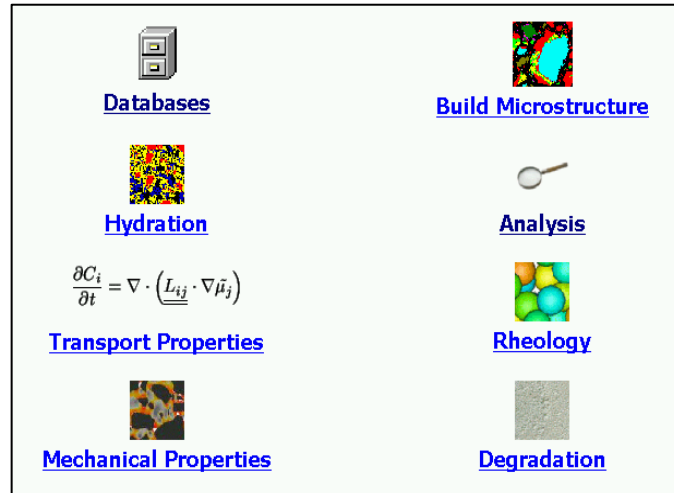 Databases
Build Microstructure
Hydration
Analysis
∂C_i/∂t = ∇ · (L_ij · ∇μ̃_j)
Transport Properties
Rheology
Mechanical Properties
Degradation